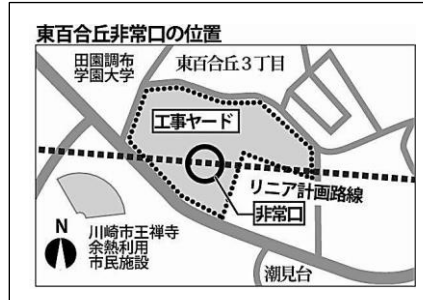 東百合丘非常口の位置
田園調布
学園大学
東百合丘3丁目
工事ヤード
リニア計画路線
非常口
N
川崎市王禅寺
余熱利用
市民施設
潮見台